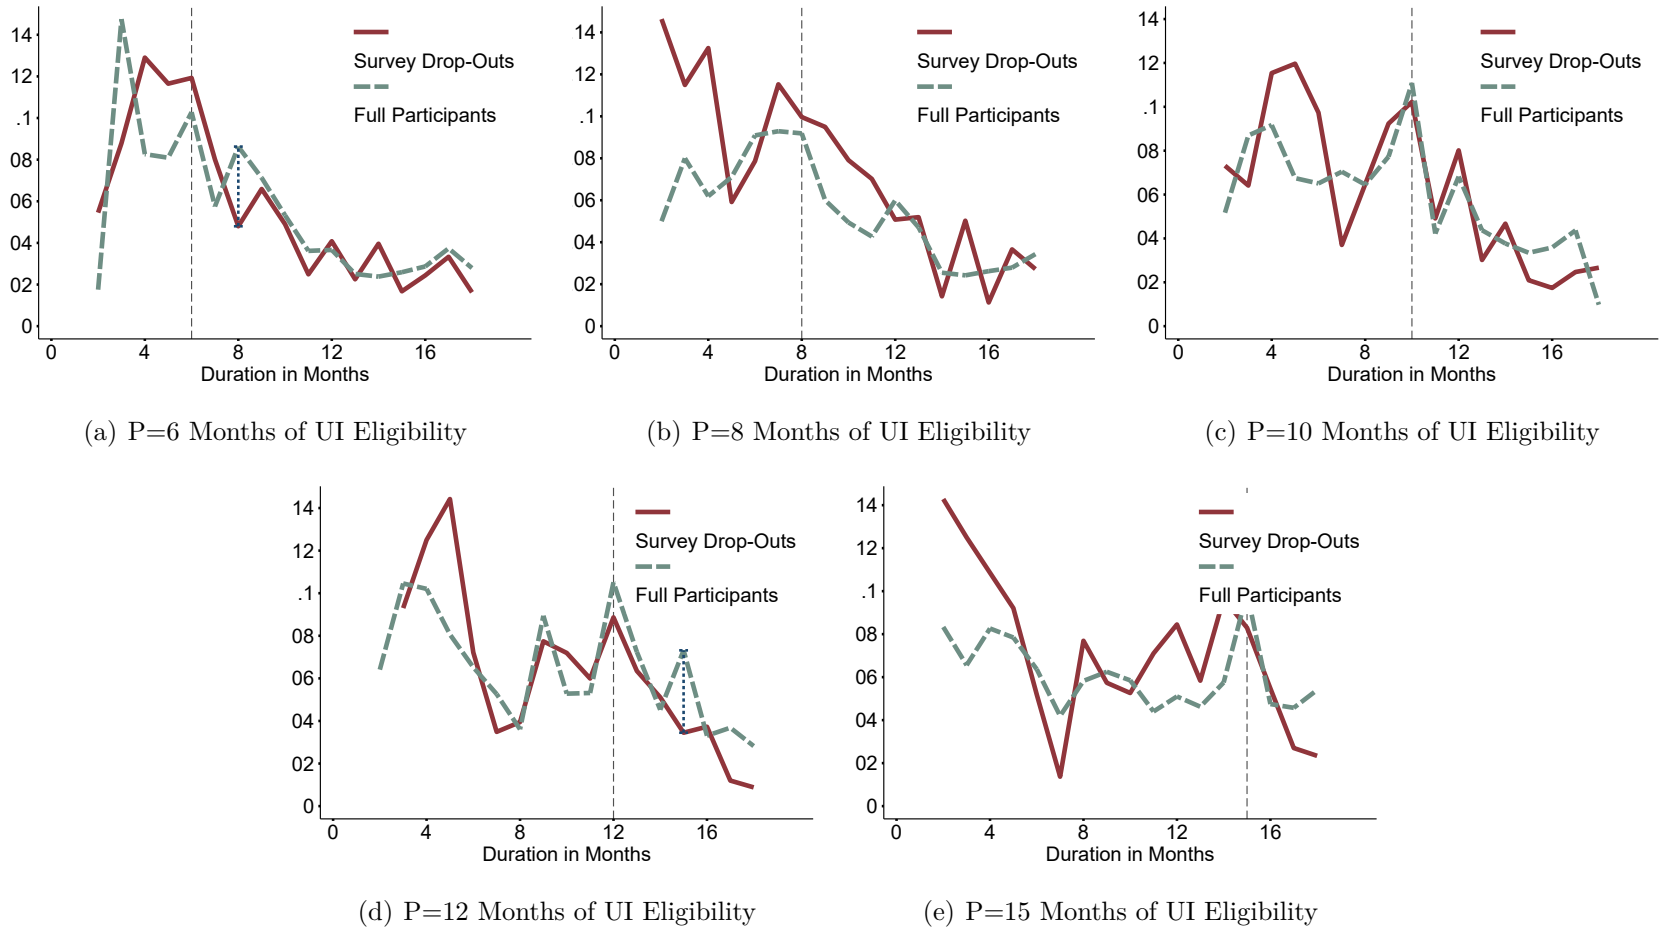 14
12
.1
08
06
04
02
0
0 4 8 12 16
Duration in Months
Survey Drop-Outs
Full Participants
(a) P=6 Months of UI Eligibility
14
12
.1
08
06
04
02
0
0 4 8 12 16
Duration in Months
Survey Drop-Outs
Full Participants
(b) P=8 Months of UI Eligibility
14
12
.1
08
06
04
02
0
0 4 8 12 16
Duration in Months
Survey Drop-Outs
Full Participants
(c) P=10 Months of UI Eligibility
14
12
.1
08
06
04
02
0
0 4 8 12 16
Duration in Months
Survey Drop-Outs
Full Participants
(d) P=12 Months of UI Eligibility
14
12
.1
08
06
04
02
0
0 4 8 12 16
Duration in Months
Survey Drop-Outs
Full Participants
(e) P=15 Months of UI Eligibility